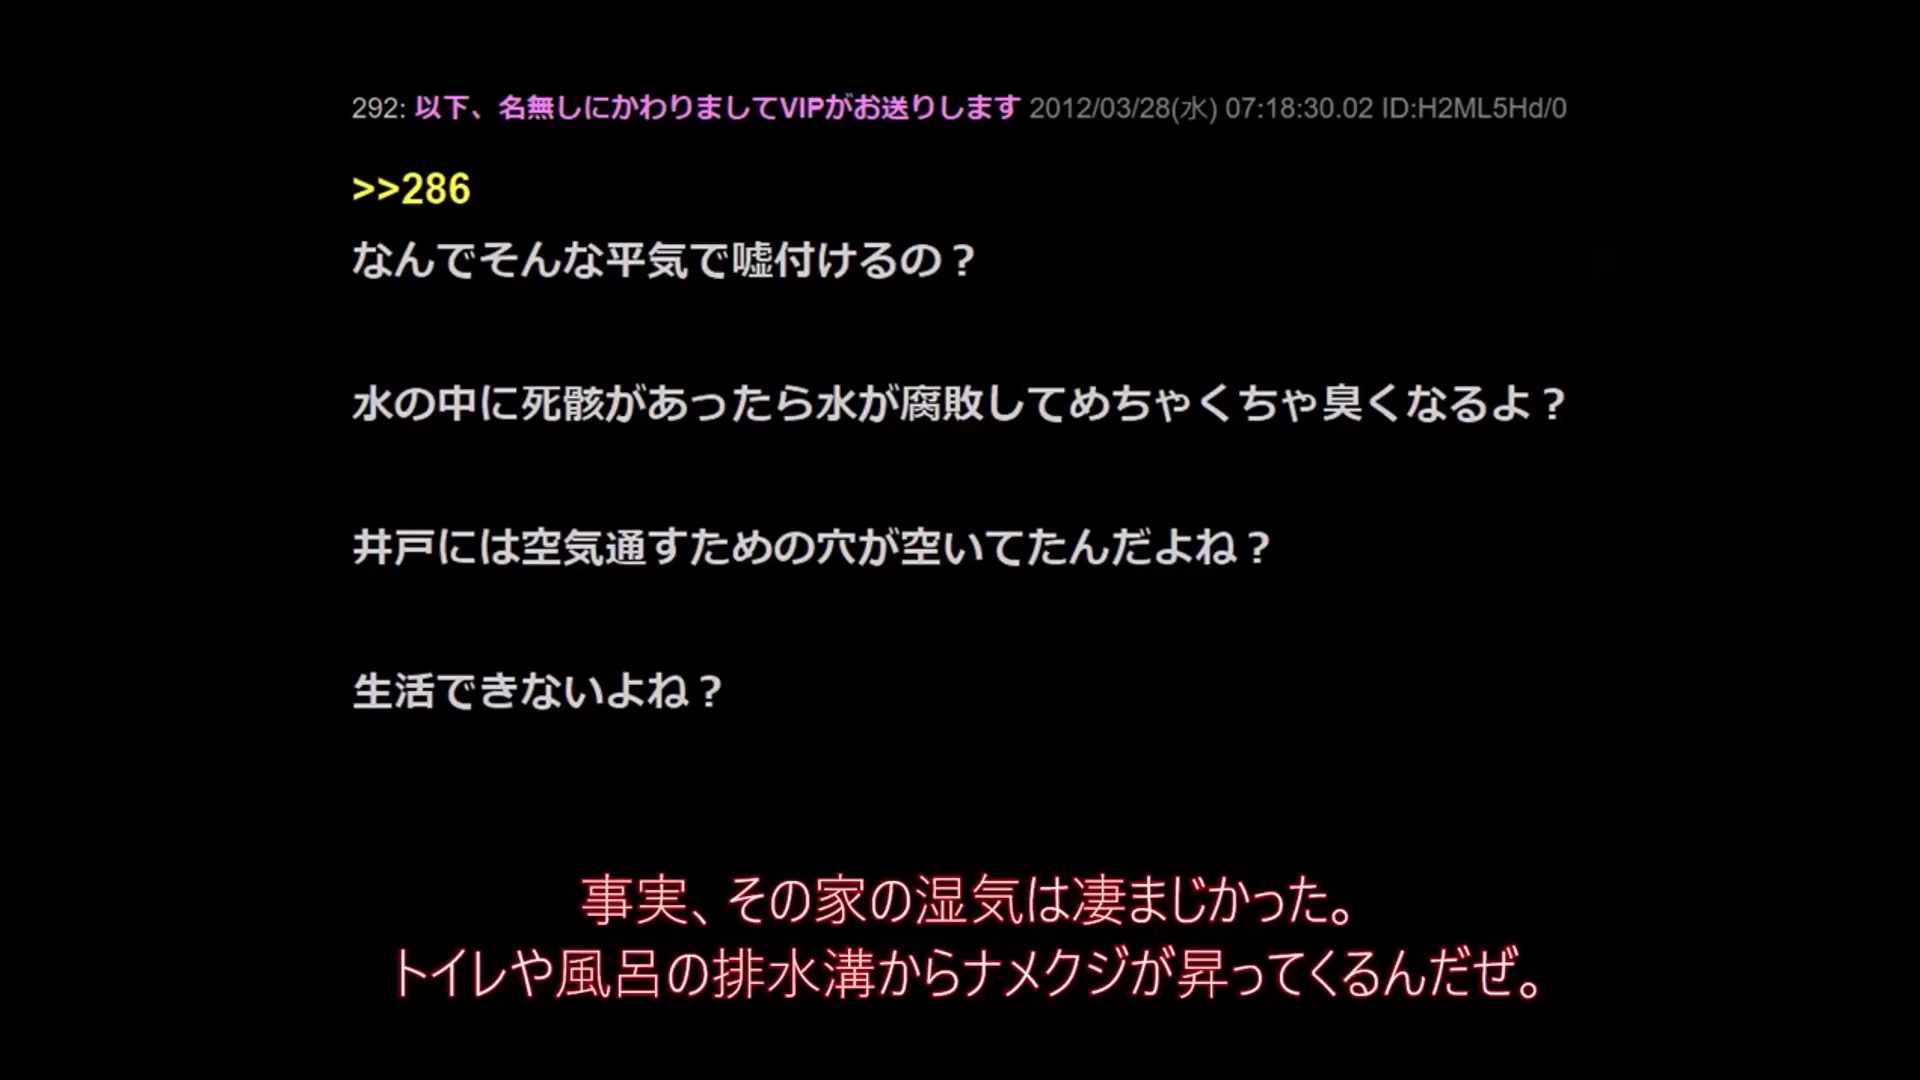 292: 以下、名無しにかわりましてVIPがお送りします 2012/03/28(水) 07:18:30.02 ID:H2ML5Hd/0
>>286
なんでそんな平気で嘘付けるの？
水の中に死骸があったら水が腐敗してめちゃくちゃ臭くなるよ？
井戸には空気通すための穴が空いてたんだよね？
生活できないよね？
事実、その家の湿気は凄まじかった。
トイレや風呂の排水溝からナメクジが昇ってくるんだぜ。